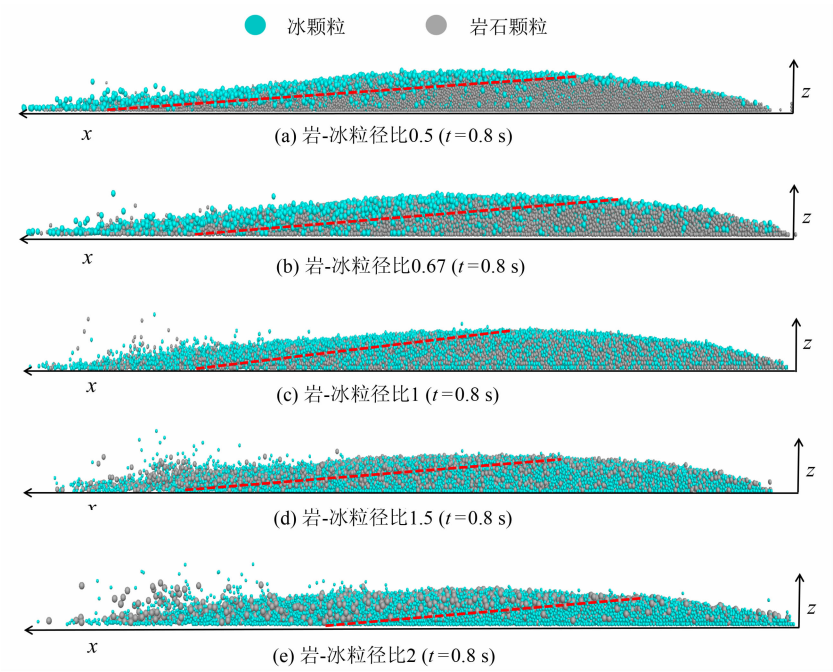 冰颗粒 岩石颗粒
z
x
(a) 岩-冰粒径比0.5 (t=0.8 s)
z
x
(b) 岩-冰粒径比0.67 (t=0.8 s)
z
x
(c) 岩-冰粒径比1 (t=0.8 s)
z
x
(d) 岩-冰粒径比1.5 (t=0.8 s)
z
x
(e) 岩-冰粒径比2 (t=0.8 s)